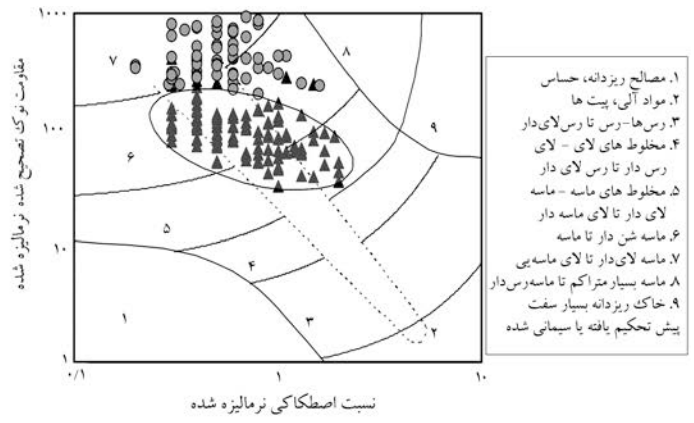 ۱۰۰۰
۱۰۰
۱۰
۱
مقاومت نوک تصحیح شده نرمالیزه شده
۷
۸
۹
۶
۵
۴
۱
۳
۲
۰/۱
۱
۱۰
نسبت اصطکاکی نرمالیزه شده
۱. مصالح ریزدانه، حساس
۲. مواد آلی، پیت ها
۳. رس‌ها-رس تا رس لای‌دار
۴. مخلوط های لای - لای
رس دار تا رس لای دار
۵. مخلوط های ماسه - ماسه
لای دار تا لای ماسه دار
۶. ماسه شن دار تا ماسه
۷. ماسه لای‌دار تا لای ماسه‌یی
۸. ماسه بسیار متراکم تا ماسه‌رس‌دار
۹. خاک ریزدانه بسیار سفت
پیش تحکیم یافته یا سیمانی شده